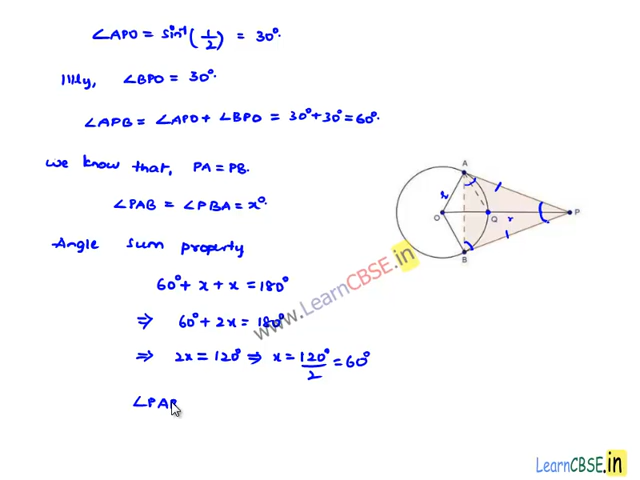 ∠APO = sin⁻¹(1/2) = 30°.
lllly, ∠BPO = 30°.
∠APB = ∠APO + ∠BPO = 30° + 30° = 60°.
we know that, PA = PB.
∠PAB = ∠PBA = x°.
Angle sum property
60° + x + x = 180°
⇒ 60° + 2x = 180°
⇒ 2x = 120° ⇒ x = 120°/2 = 60°
∠PAB
A
r
O
Q
r
P
B
www.LearnCBSE.in
LearnCBSE.in